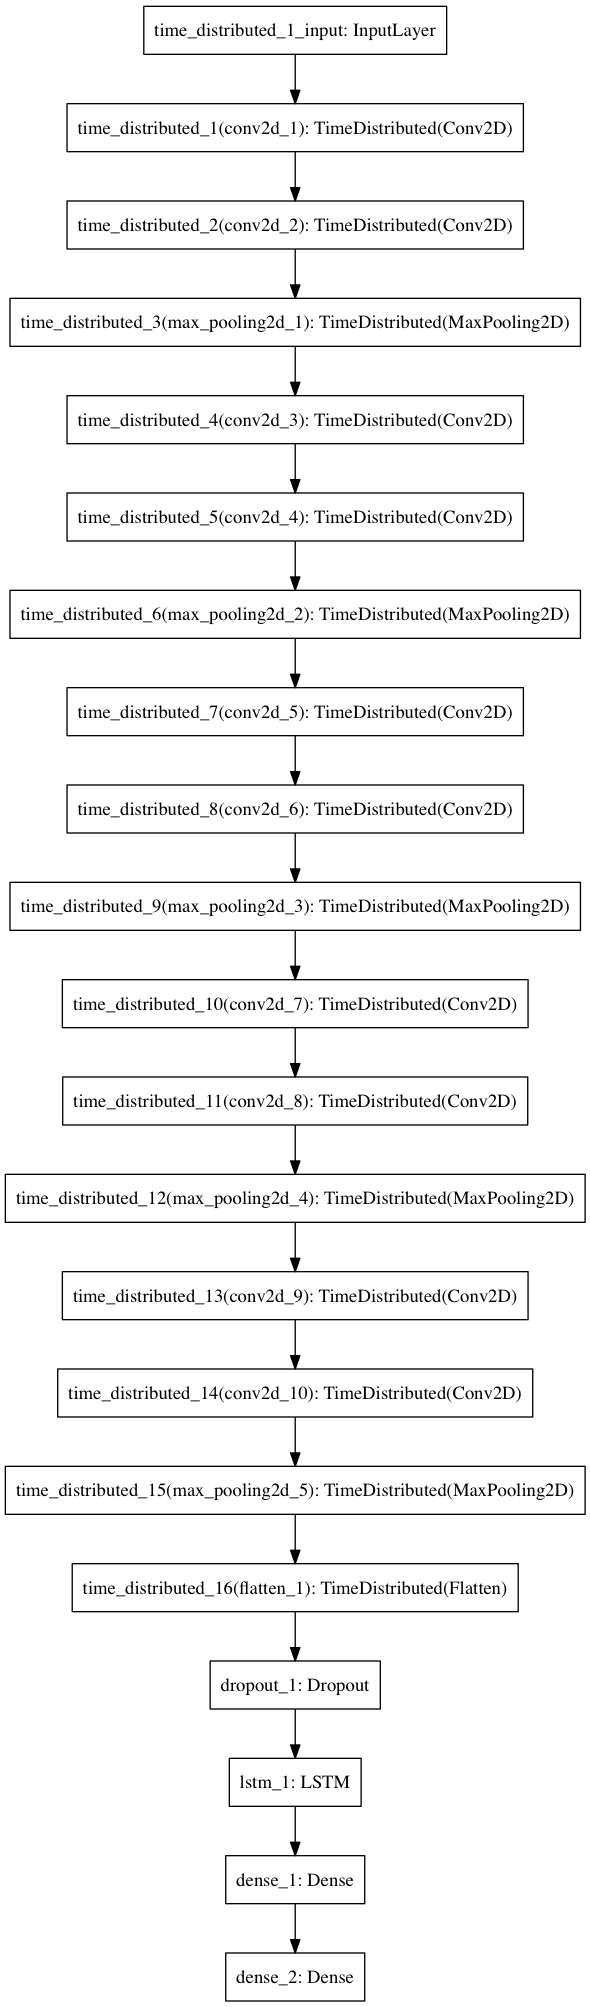 time_distributed_1_input: InputLayer
time_distributed_1(conv2d_1): TimeDistributed(Conv2D)
time_distributed_2(conv2d_2): TimeDistributed(Conv2D)
time_distributed_3(max_pooling2d_1): TimeDistributed(MaxPooling2D)
time_distributed_4(conv2d_3): TimeDistributed(Conv2D)
time_distributed_5(conv2d_4): TimeDistributed(Conv2D)
time_distributed_6(max_pooling2d_2): TimeDistributed(MaxPooling2D)
time_distributed_7(conv2d_5): TimeDistributed(Conv2D)
time_distributed_8(conv2d_6): TimeDistributed(Conv2D)
time_distributed_9(max_pooling2d_3): TimeDistributed(MaxPooling2D)
time_distributed_10(conv2d_7): TimeDistributed(Conv2D)
time_distributed_11(conv2d_8): TimeDistributed(Conv2D)
time_distributed_12(max_pooling2d_4): TimeDistributed(MaxPooling2D)
time_distributed_13(conv2d_9): TimeDistributed(Conv2D)
time_distributed_14(conv2d_10): TimeDistributed(Conv2D)
time_distributed_15(max_pooling2d_5): TimeDistributed(MaxPooling2D)
time_distributed_16(flatten_1): TimeDistributed(Flatten)
dropout_1: Dropout
lstm_1: LSTM
dense_1: Dense
dense_2: Dense